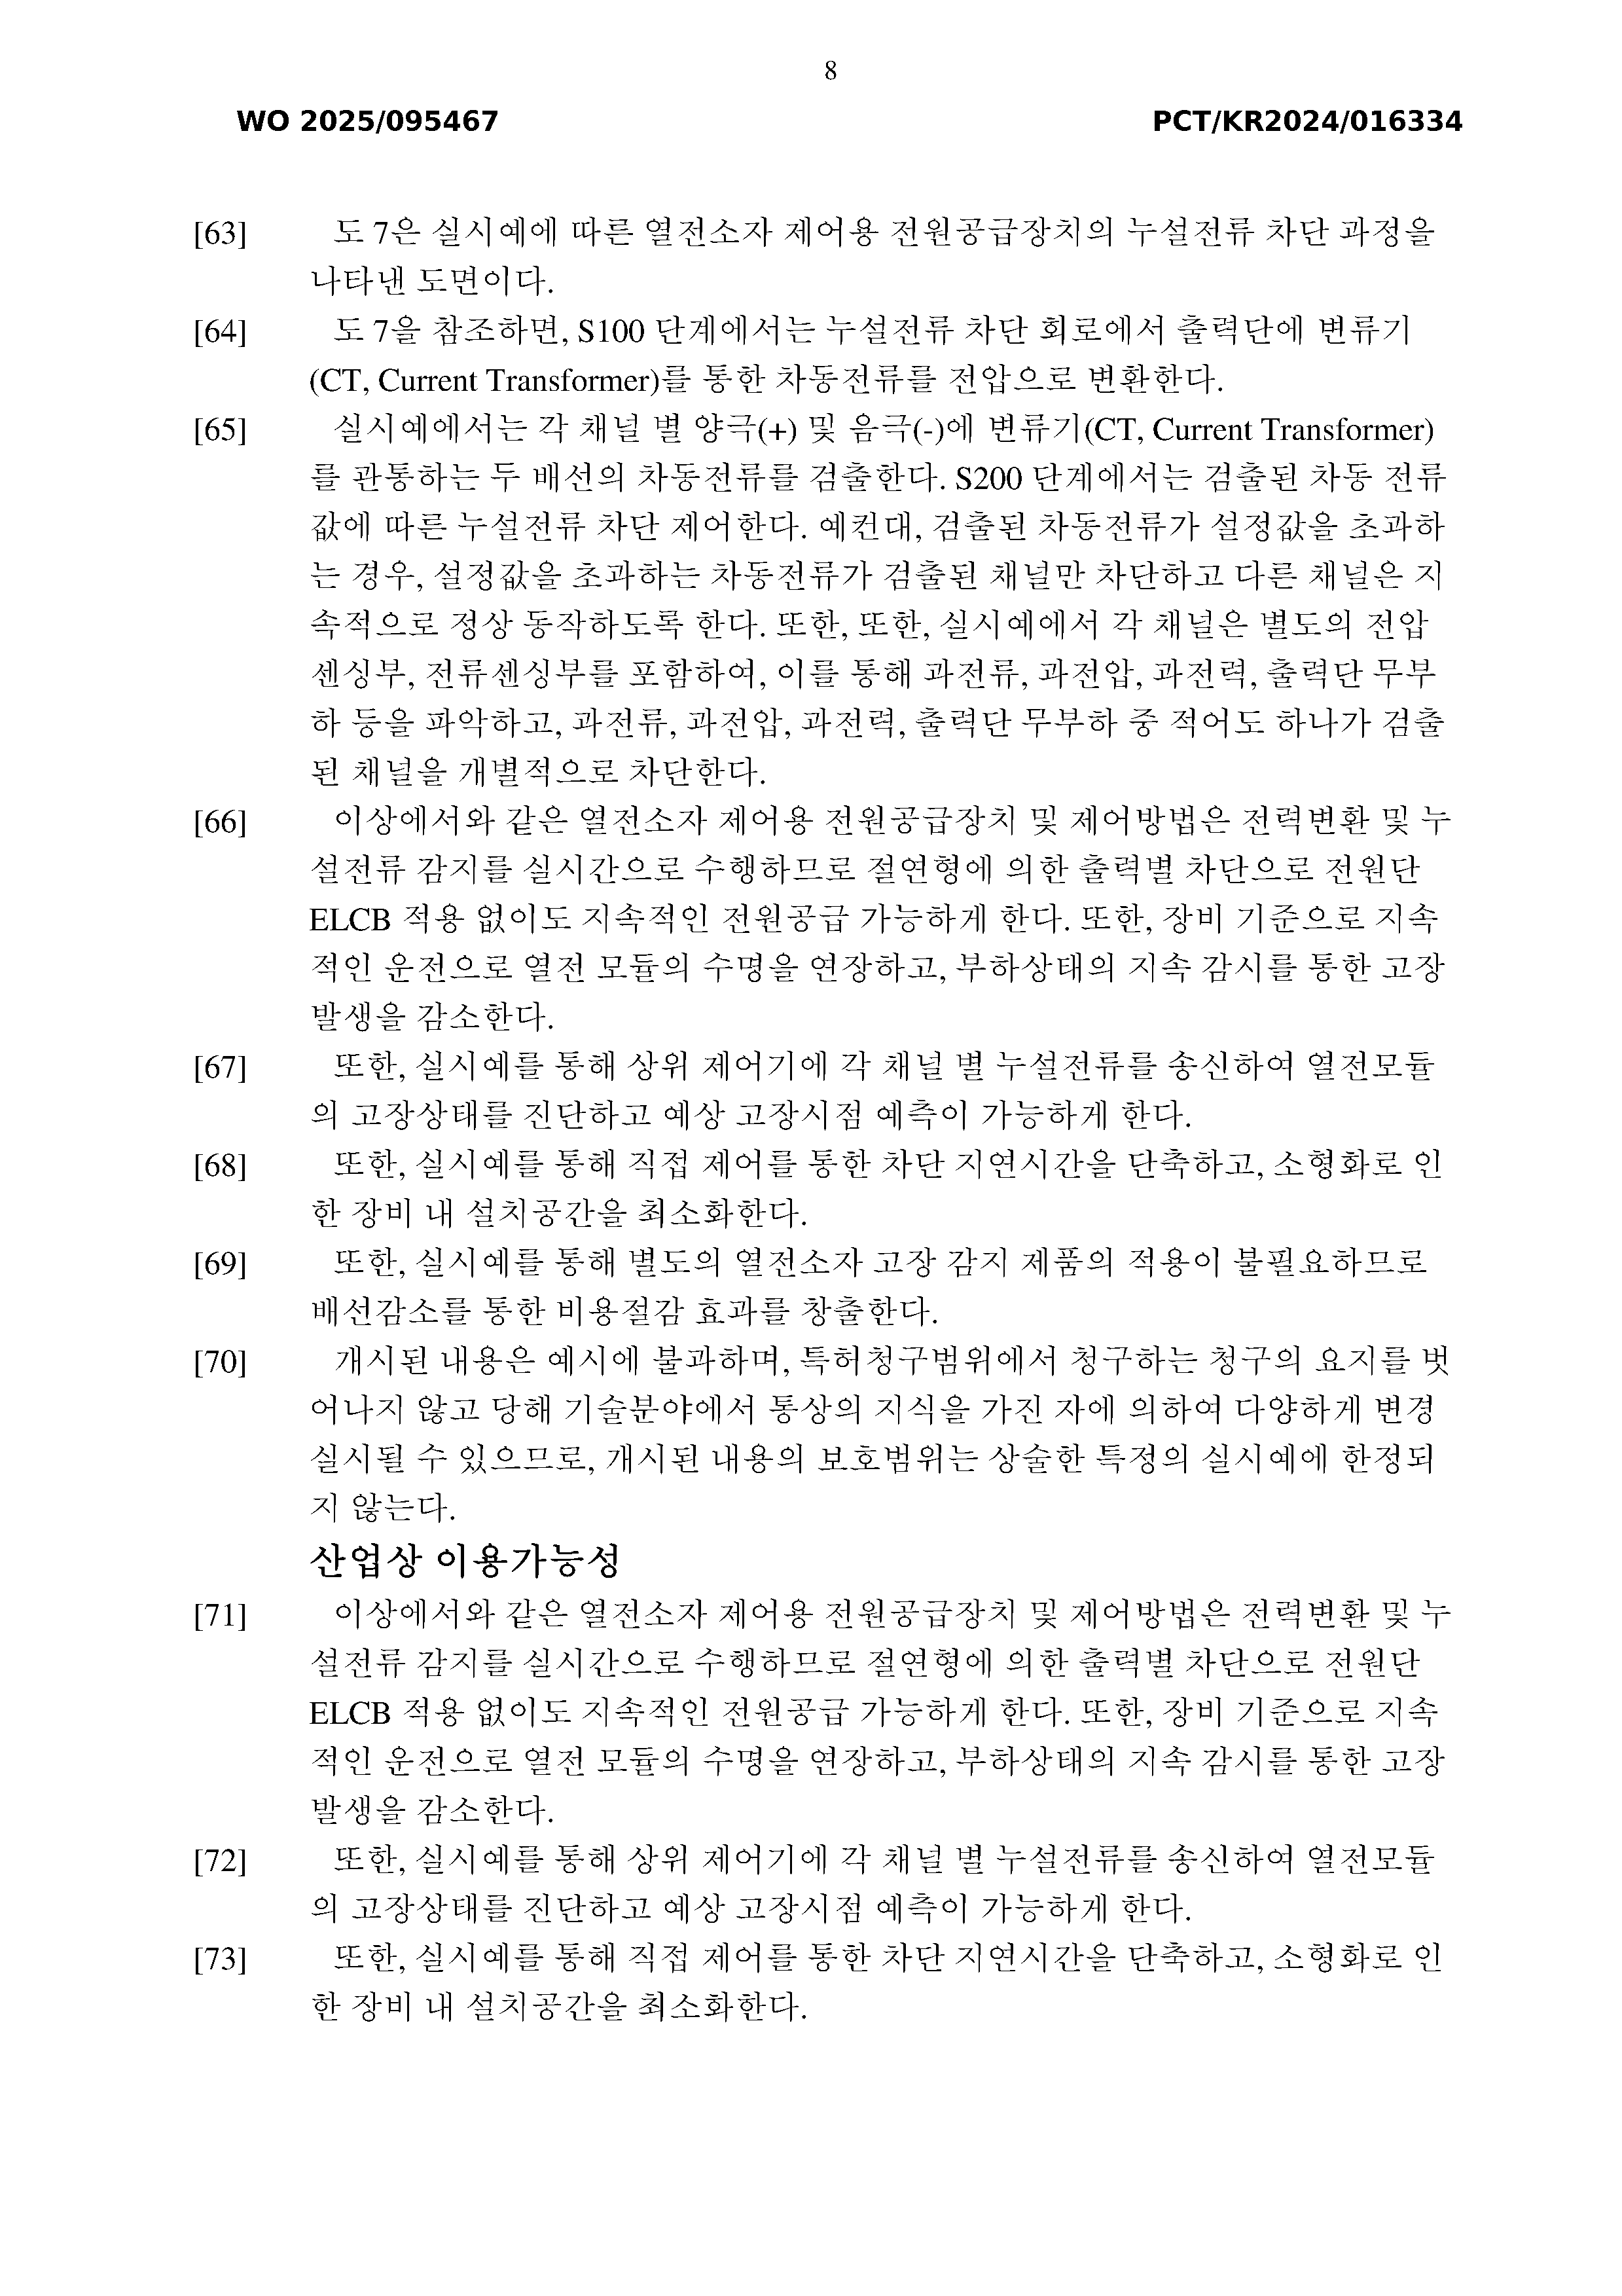 8
WO 2025/095467 PCT/KR2024/016334
[63] 도 7은 실시예에 따른 열전소자 제어용 전원공급장치의 누설전류 차단 과정을
나타낸 도면이다.
[64] 도 7을 참조하면, S100 단계에서는 누설전류 차단 회로에서 출력단에 변류기
(CT, Current Transformer)를 통한 차동전류를 전압으로 변환한다.
[65] 실시예에서는 각 채널 별 양극(+) 및 음극(-)에 변류기(CT, Current Transformer)
를 관통하는 두 배선의 차동전류를 검출한다. S200 단계에서는 검출된 차동 전류
값에 따른 누설전류 차단 제어한다. 예컨대, 검출된 차동전류가 설정값을 초과하
는 경우, 설정값을 초과하는 차동전류가 검출된 채널만 차단하고 다른 채널은 지
속적으로 정상 동작하도록 한다. 또한, 또한, 실시예에서 각 채널은 별도의 전압
센싱부, 전류센싱부를 포함하여, 이를 통해 과전류, 과전압, 과전력, 출력단 무부
하 등을 파악하고, 과전류, 과전압, 과전력, 출력단 무부하 중 적어도 하나가 검출
된 채널을 개별적으로 차단한다.
[66] 이상에서와 같은 열전소자 제어용 전원공급장치 및 제어방법은 전력변환 및 누
설전류 감지를 실시간으로 수행하므로 절연형에 의한 출력별 차단으로 전원단
ELCB 적용 없이도 지속적인 전원공급 가능하게 한다. 또한, 장비 기준으로 지속
적인 운전으로 열전 모듈의 수명을 연장하고, 부하상태의 지속 감시를 통한 고장
발생을 감소한다.
[67] 또한, 실시예를 통해 상위 제어기에 각 채널 별 누설전류를 송신하여 열전모듈
의 고장상태를 진단하고 예상 고장시점 예측이 가능하게 한다.
[68] 또한, 실시예를 통해 직접 제어를 통한 차단 지연시간을 단축하고, 소형화로 인
한 장비 내 설치공간을 최소화한다.
[69] 또한, 실시예를 통해 별도의 열전소자 고장 감지 제품의 적용이 불필요하므로
배선감소를 통한 비용절감 효과를 창출한다.
[70] 개시된 내용은 예시에 불과하며, 특허청구범위에서 청구하는 청구의 요지를 벗
어나지 않고 당해 기술분야에서 통상의 지식을 가진 자에 의하여 다양하게 변경
실시될 수 있으므로, 개시된 내용의 보호범위는 상술한 특정의 실시예에 한정되
지 않는다.
산업상 이용가능성
[71] 이상에서와 같은 열전소자 제어용 전원공급장치 및 제어방법은 전력변환 및 누
설전류 감지를 실시간으로 수행하므로 절연형에 의한 출력별 차단으로 전원단
ELCB 적용 없이도 지속적인 전원공급 가능하게 한다. 또한, 장비 기준으로 지속
적인 운전으로 열전 모듈의 수명을 연장하고, 부하상태의 지속 감시를 통한 고장
발생을 감소한다.
[72] 또한, 실시예를 통해 상위 제어기에 각 채널 별 누설전류를 송신하여 열전모듈
의 고장상태를 진단하고 예상 고장시점 예측이 가능하게 한다.
[73] 또한, 실시예를 통해 직접 제어를 통한 차단 지연시간을 단축하고, 소형화로 인
한 장비 내 설치공간을 최소화한다.